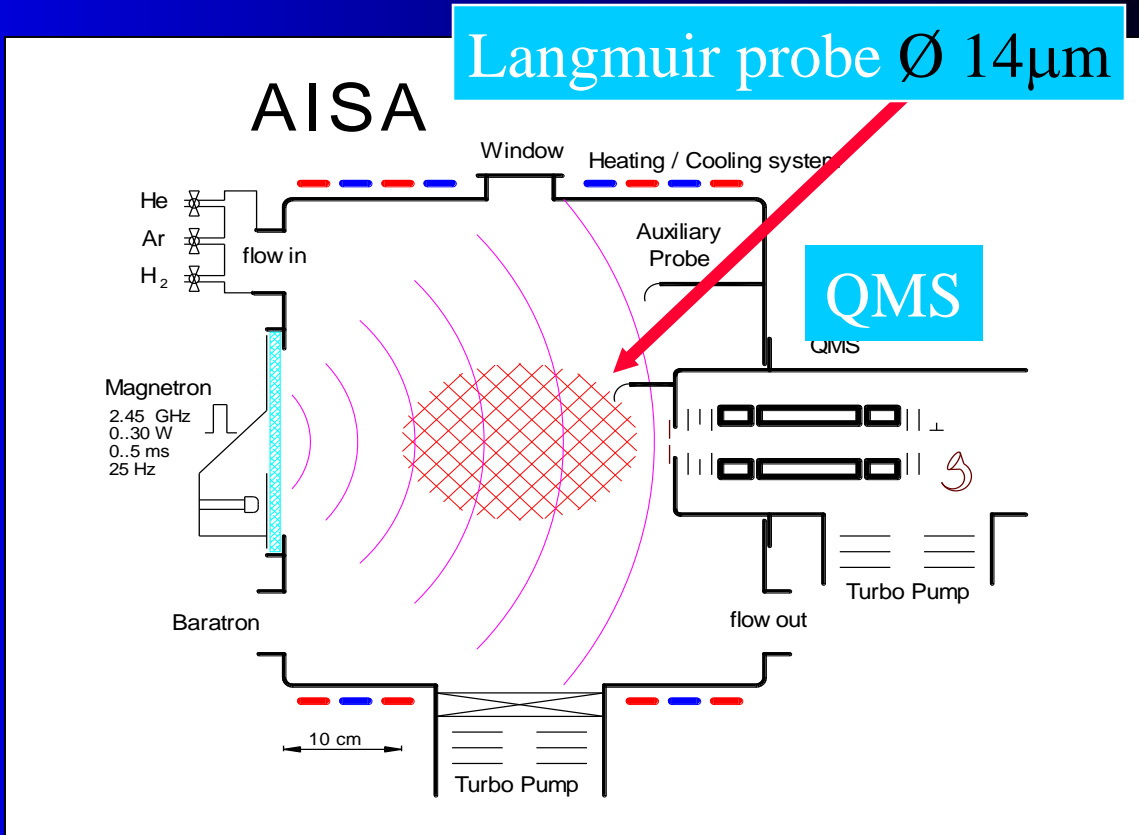 Langmuir probe Ø 14µm
AISA
Window
Heating / Cooling system
He
Ar
H₂
flow in
Auxiliary
Probe
QMS
QMS
Magnetron
2.45 GHz
0..30 W
0..5 ms
25 Hz
Baratron
flow out
Turbo Pump
10 cm
Turbo Pump